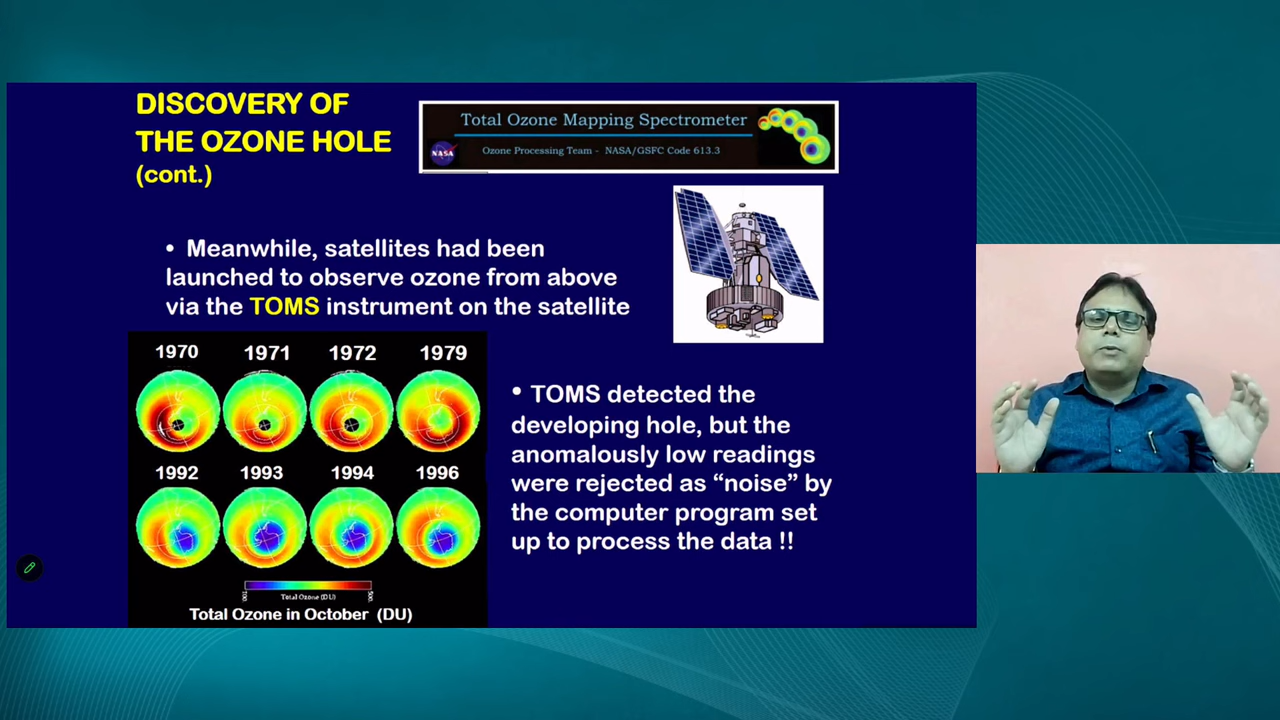 DISCOVERY OF
THE OZONE HOLE
(cont.)
Total Ozone Mapping Spectrometer
NASA
Ozone Processing Team - NASA/GSFC Code 613.3
• Meanwhile, satellites had been
launched to observe ozone from above
via the TOMS instrument on the satellite
1970 1971 1972 1979
1992 1993 1994 1996
100. Total Ozone (DU) 500.
Total Ozone in October (DU)
• TOMS detected the
developing hole, but the
anomalously low readings
were rejected as “noise” by
the computer program set
up to process the data !!